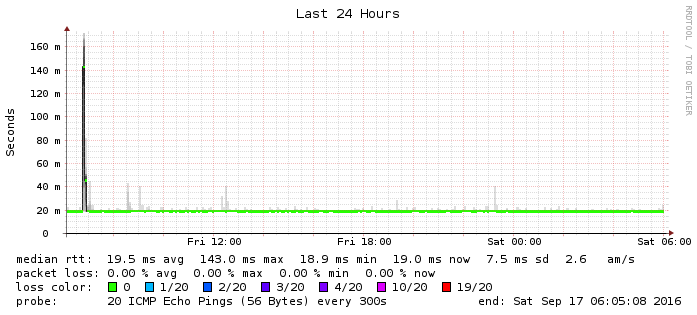 Last 24 Hours
RRDTOOL / TOBI OETIKER
Seconds
160 m
140 m
120 m
100 m
80 m
60 m
40 m
20 m
0
Fri 12:00 Fri 18:00 Sat 00:00 Sat 06:00
median rtt: 19.5 ms avg 143.0 ms max 18.9 ms min 19.0 ms now 7.5 ms sd 2.6 am/s
packet loss: 0.00 % avg 0.00 % max 0.00 % min 0.00 % now
loss color: 0 1/20 2/20 3/20 4/20 10/20 19/20
probe: 20 ICMP Echo Pings (56 Bytes) every 300s end: Sat Sep 17 06:05:08 2016